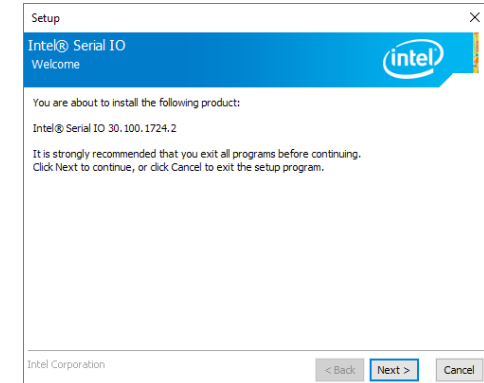 Setup
Intel® Serial IO
Welcome
intel
You are about to install the following product:
Intel® Serial IO 30.100.1724.2
It is strongly recommended that you exit all programs before continuing.
Click Next to continue, or click Cancel to exit the setup program.
Intel Corporation
< Back Next > Cancel